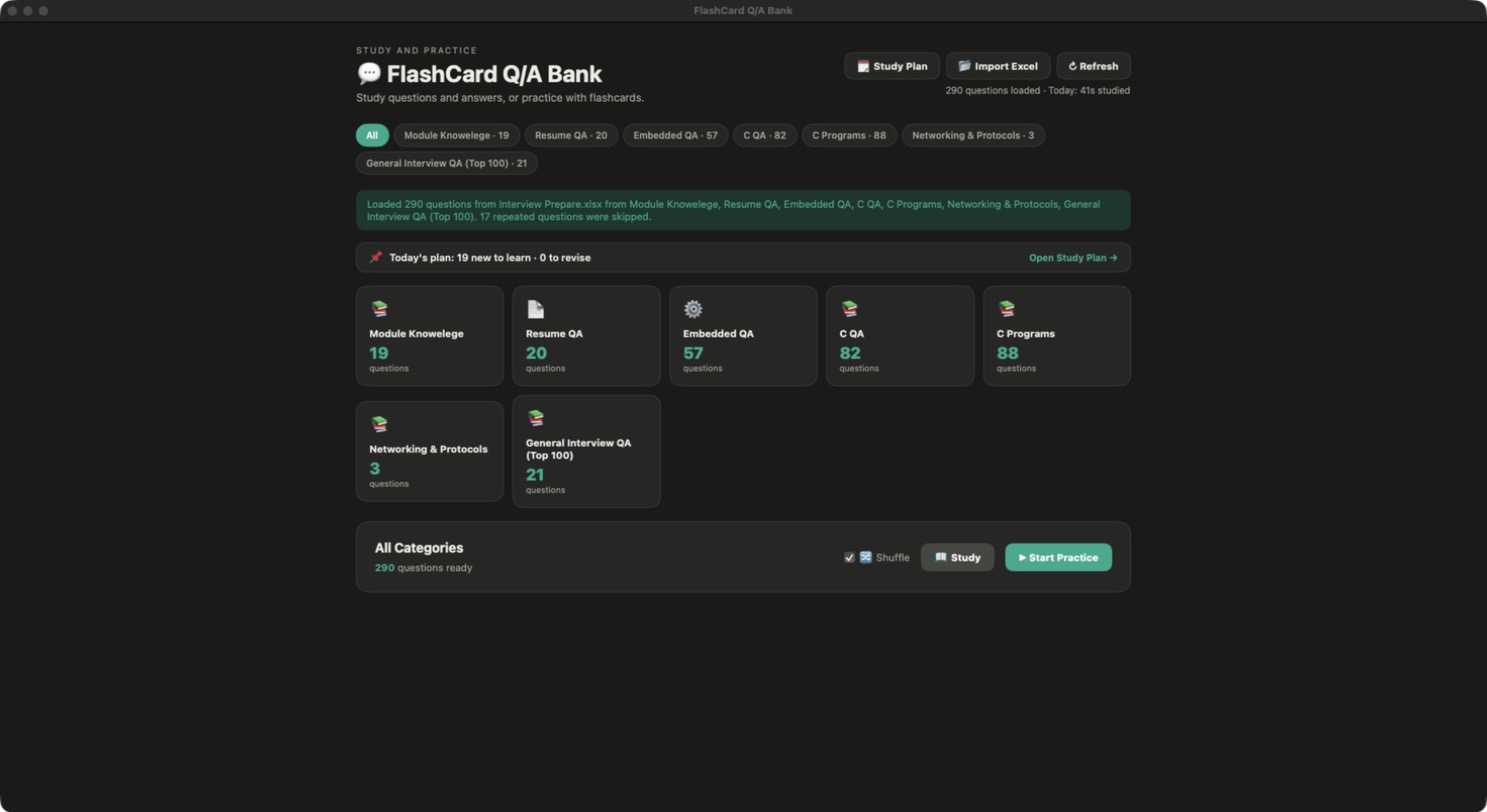 FlashCard Q/A Bank
STUDY AND PRACTICE
FlashCard Q/A Bank
Study questions and answers, or practice with flashcards.
Study Plan
Import Excel
Refresh
290 questions loaded · Today: 41s studied
All
Module Knowelege · 19
Resume QA · 20
Embedded QA · 57
C QA · 82
C Programs · 88
Networking & Protocols · 3
General Interview QA (Top 100) · 21
Loaded 290 questions from Interview Prepare.xlsx from Module Knowelege, Resume QA, Embedded QA, C QA, C Programs, Networking & Protocols, General
Interview QA (Top 100). 17 repeated questions were skipped.
Today's plan: 19 new to learn · 0 to revise
Open Study Plan →
Module Knowelege
19
questions
Resume QA
20
questions
Embedded QA
57
questions
C QA
82
questions
C Programs
88
questions
Networking & Protocols
3
questions
General Interview QA
(Top 100)
21
questions
All Categories
290 questions ready
Shuffle
Study
Start Practice